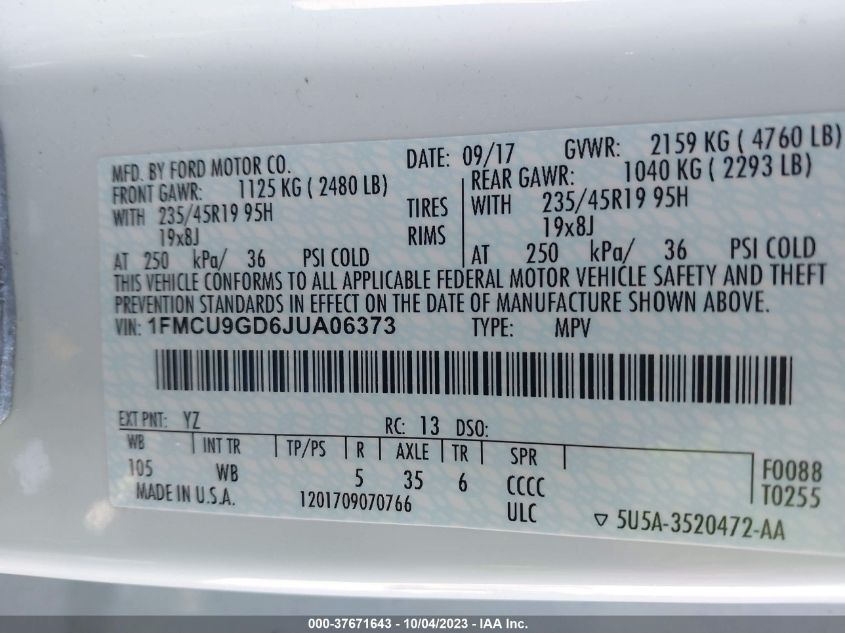 MFD. BY FORD MOTOR CO. DATE: 09/17 GVWR: 2159 KG ( 4760 LB)
FRONT GAWR: 1125 KG ( 2480 LB) REAR GAWR: 1040 KG ( 2293 LB)
WITH 235/45R19 95H TIRES WITH 235/45R19 95H
19x8J RIMS 19x8J
AT 250 kPa/ 36 PSI COLD AT 250 kPa/ 36 PSI COLD
THIS VEHICLE CONFORMS TO ALL APPLICABLE FEDERAL MOTOR VEHICLE SAFETY AND THEFT
PREVENTION STANDARDS IN EFFECT ON THE DATE OF MANUFACTURE SHOWN ABOVE.
VIN: 1FMCU9GD6JUA06373 TYPE: MPV
EXT PNT: YZ RC: 13 DSO:
WB INT TR TP/PS R AXLE TR SPR
105 WB 5 35 6 CCCC F0088
MADE IN U.S.A. 1201709070766 ULC T0255
▽ 5U5A-3520472-AA
000-37671643 - 10/04/2023 - IAA Inc.